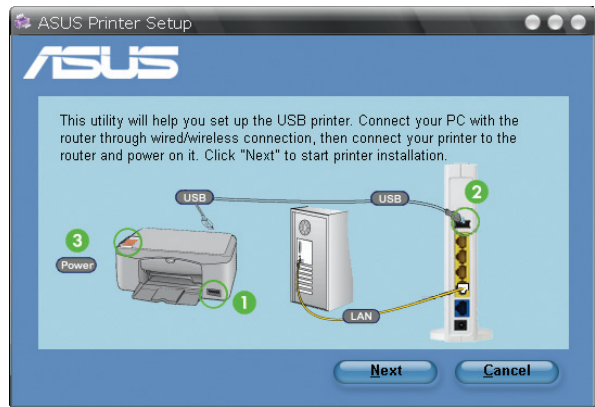 ASUS Printer Setup
ASUS
This utility will help you set up the USB printer. Connect your PC with the
router through wired/wireless connection, then connect your printer to the
router and power on it. Click "Next" to start printer installation.
USB
USB
2
3
Power
1
LAN
Next
Cancel